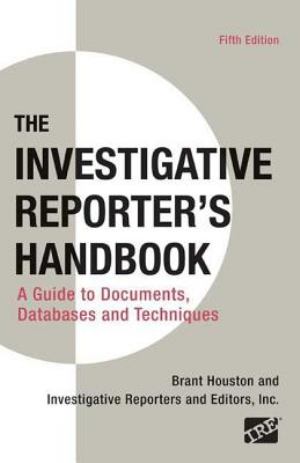 Fifth Edition
THE
INVESTIGATIVE
REPORTER'S
HANDBOOK
A Guide to Documents,
Databases and Techniques
Brant Houston and
Investigative Reporters and Editors, Inc.
IRE